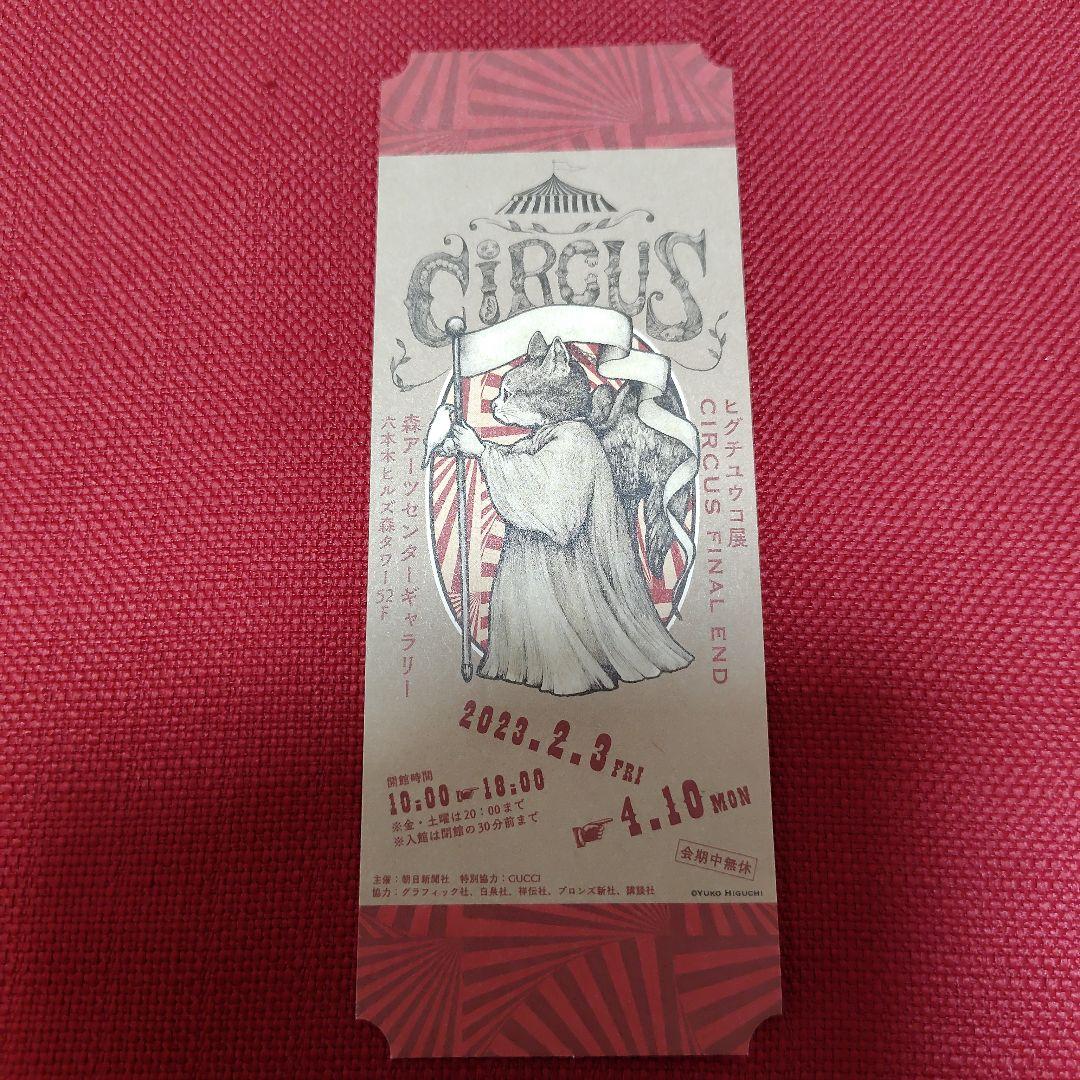 CIRCUS
ヒグチユウコ展
CIRCUS FINAL END
森アーツセンターギャラリー
六本木ヒルズ森タワー52F
2023.2.3 FRI
4.10 MON
開館時間
10:00 18:00
※金・土曜は20:00まで
※入館は閉館の30分前まで
会期中無休
主催：朝日新聞社 特別協力：GUCCI
協力：グラフィック社、白泉社、祥伝社、ブロンズ新社、講談社
©YUKO HIGUCHI